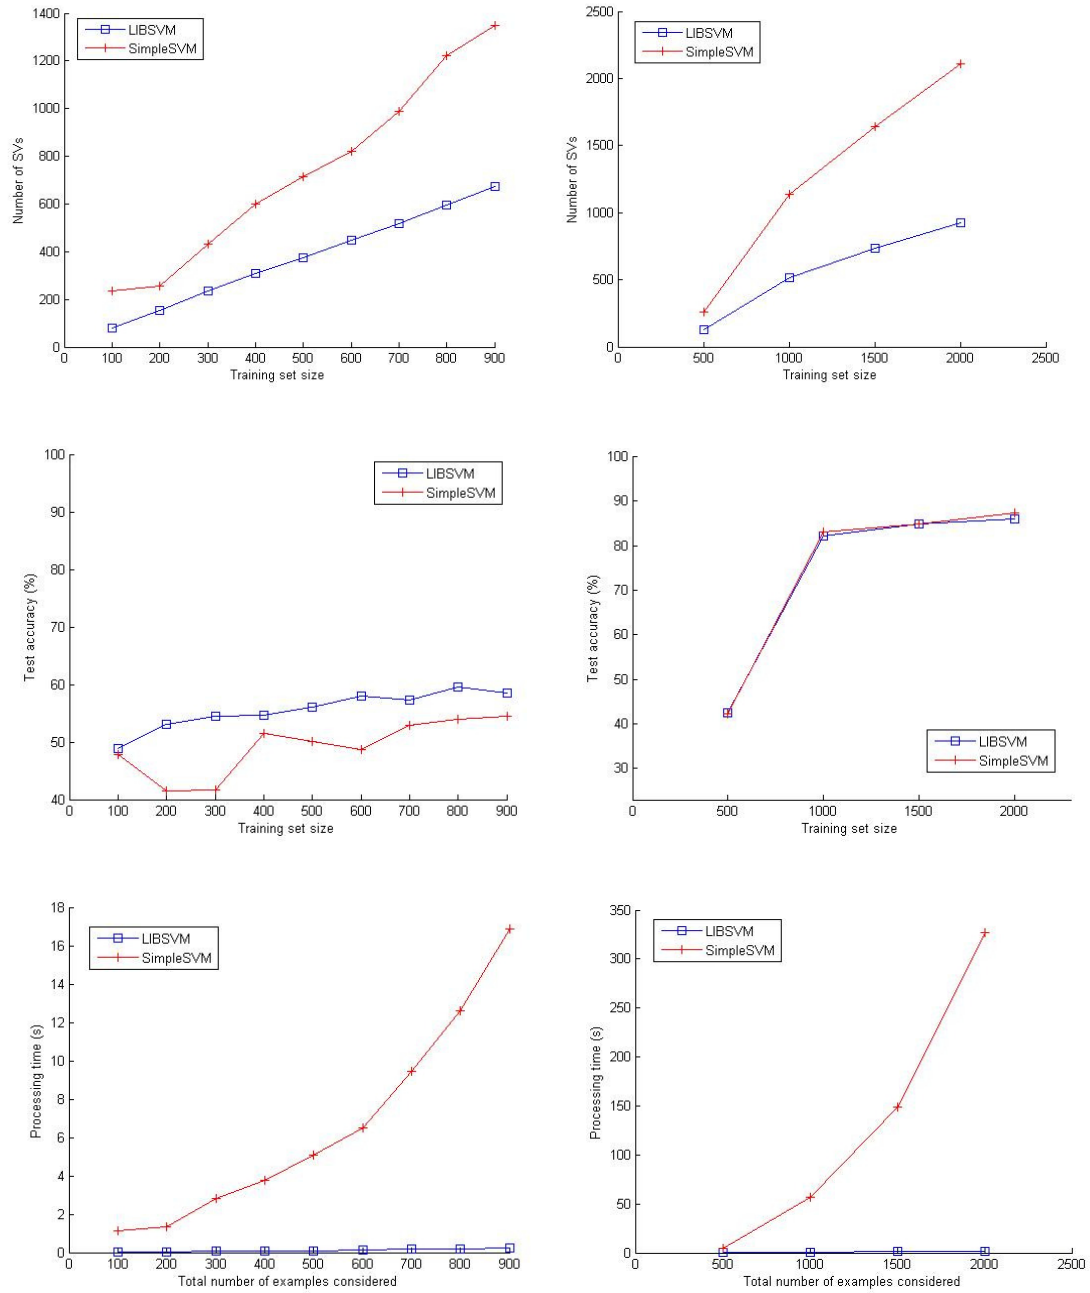 1400
1200
1000
800
600
400
200
0
LIBSVM
SimpleSVM
Number of SVs
0 100 200 300 400 500 600 700 800 900
Training set size
2500
2000
1500
1000
500
0
LIBSVM
SimpleSVM
Number of SVs
0 500 1000 1500 2000 2500
Training set size
100
90
80
70
60
50
40
LIBSVM
SimpleSVM
Test accuracy (%)
0 100 200 300 400 500 600 700 800 900
Training set size
100
90
80
70
60
50
40
30
LIBSVM
SimpleSVM
Test accuracy (%)
0 500 1000 1500 2000
Training set size
18
16
14
12
10
8
6
4
2
0
LIBSVM
SimpleSVM
Processing time (s)
0 100 200 300 400 500 600 700 800 900
Total number of examples considered
350
300
250
200
150
100
50
0
LIBSVM
SimpleSVM
Processing time (s)
0 500 1000 1500 2000 2500
Total number of examples considered